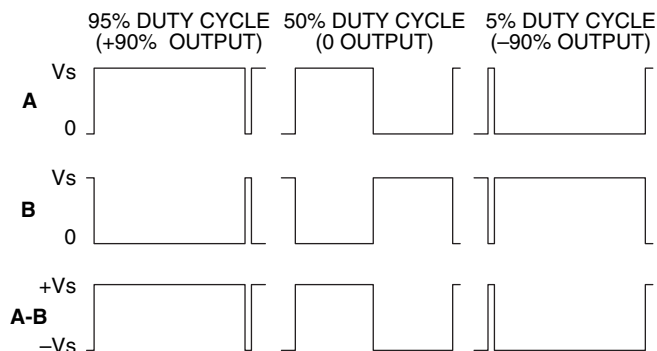 95% DUTY CYCLE 50% DUTY CYCLE 5% DUTY CYCLE
(+90% OUTPUT) (0 OUTPUT) (–90% OUTPUT)
Vs
A
0
Vs
B
0
+Vs
A-B
–Vs